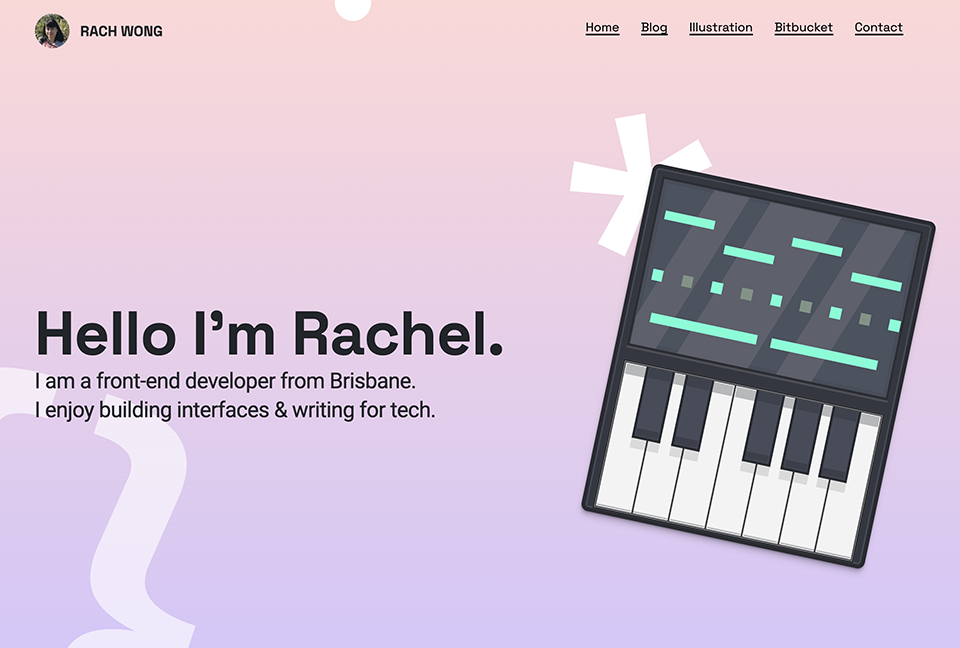 RACH WONG
Home Blog Illustration Bitbucket Contact
Hello I’m Rachel.
I am a front-end developer from Brisbane.
I enjoy building interfaces & writing for tech.